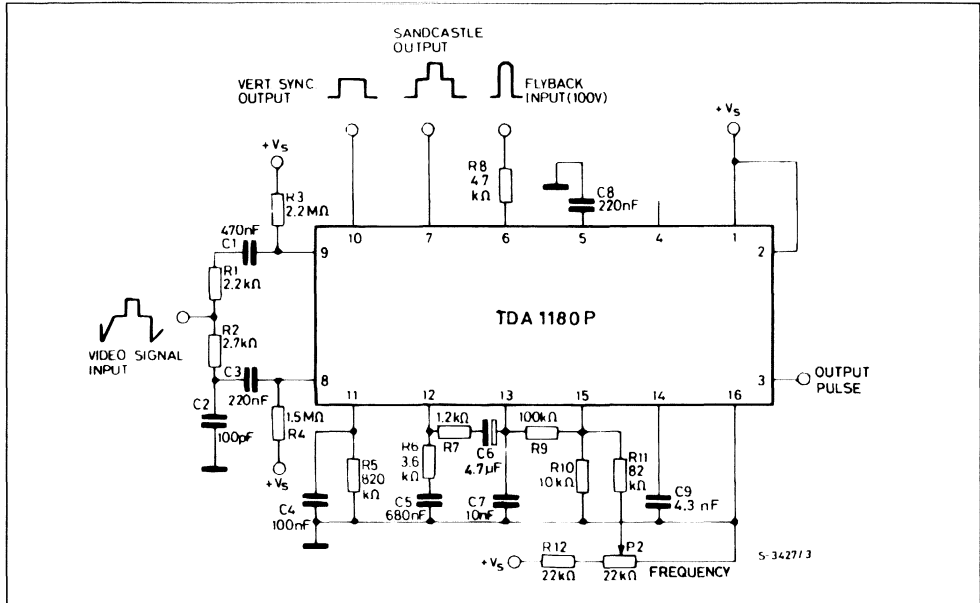 SANDCASTLE
OUTPUT
VERT SYNC
OUTPUT
FLYBACK
INPUT (100V)
+Vs
+Vs
R3
2.2MΩ
R8
4.7
kΩ
C8
220nF
470nF
C1
10
7
6
5
4
1
9
2
R1
2.2kΩ
TDA 1180P
R2
2.7kΩ
VIDEO SIGNAL
INPUT
C3
220nF
8
3
OUTPUT
PULSE
11
12
13
15
14
16
C2
100pF
1.5MΩ
R4
+Vs
1.2kΩ
R7
C6
4.7μF
100kΩ
R9
R5
820
kΩ
R6
3.6
kΩ
R10
10kΩ
R11
82
kΩ
C4
100nF
C5
680nF
C7
10nF
C9
4.3 nF
+Vs
R12
22kΩ
P2
22kΩ
FREQUENCY
S-3427/3